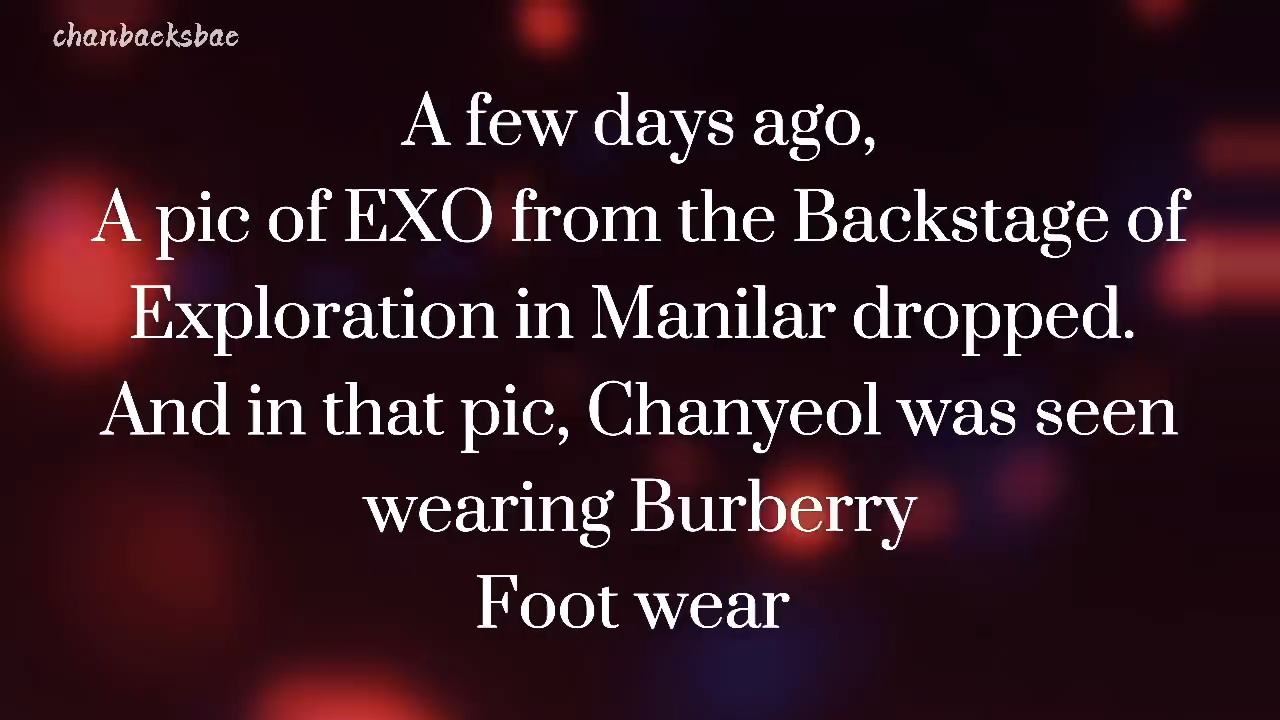 chanbaeksbae
A few days ago,
A pic of EXO from the Backstage of
Exploration in Manilar dropped.
And in that pic, Chanyeol was seen
wearing Burberry
Foot wear